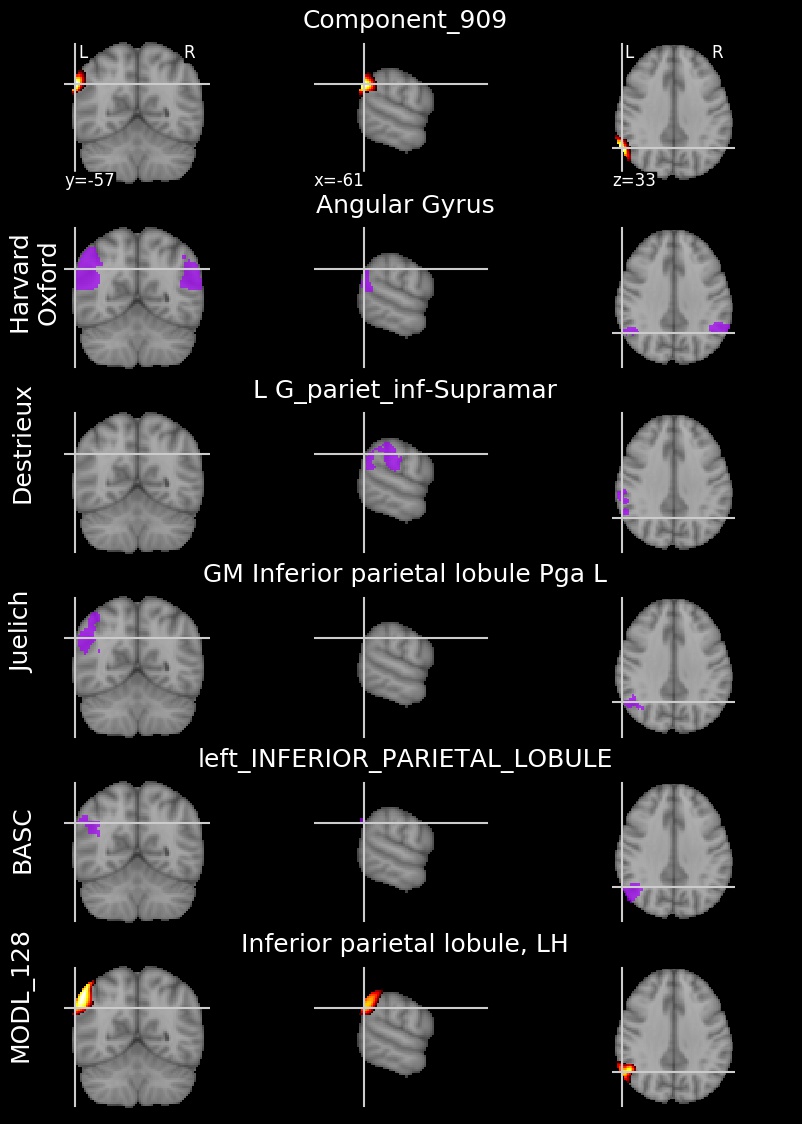 Component_909
L R
L R
y=-57
x=-61
z=33
Angular Gyrus
Harvard
Oxford
L G_pariet_inf-Supramar
Destrieux
GM Inferior parietal lobule Pga L
Juelich
left_INFERIOR_PARIETAL_LOBULE
BASC
Inferior parietal lobule, LH
MODL_128